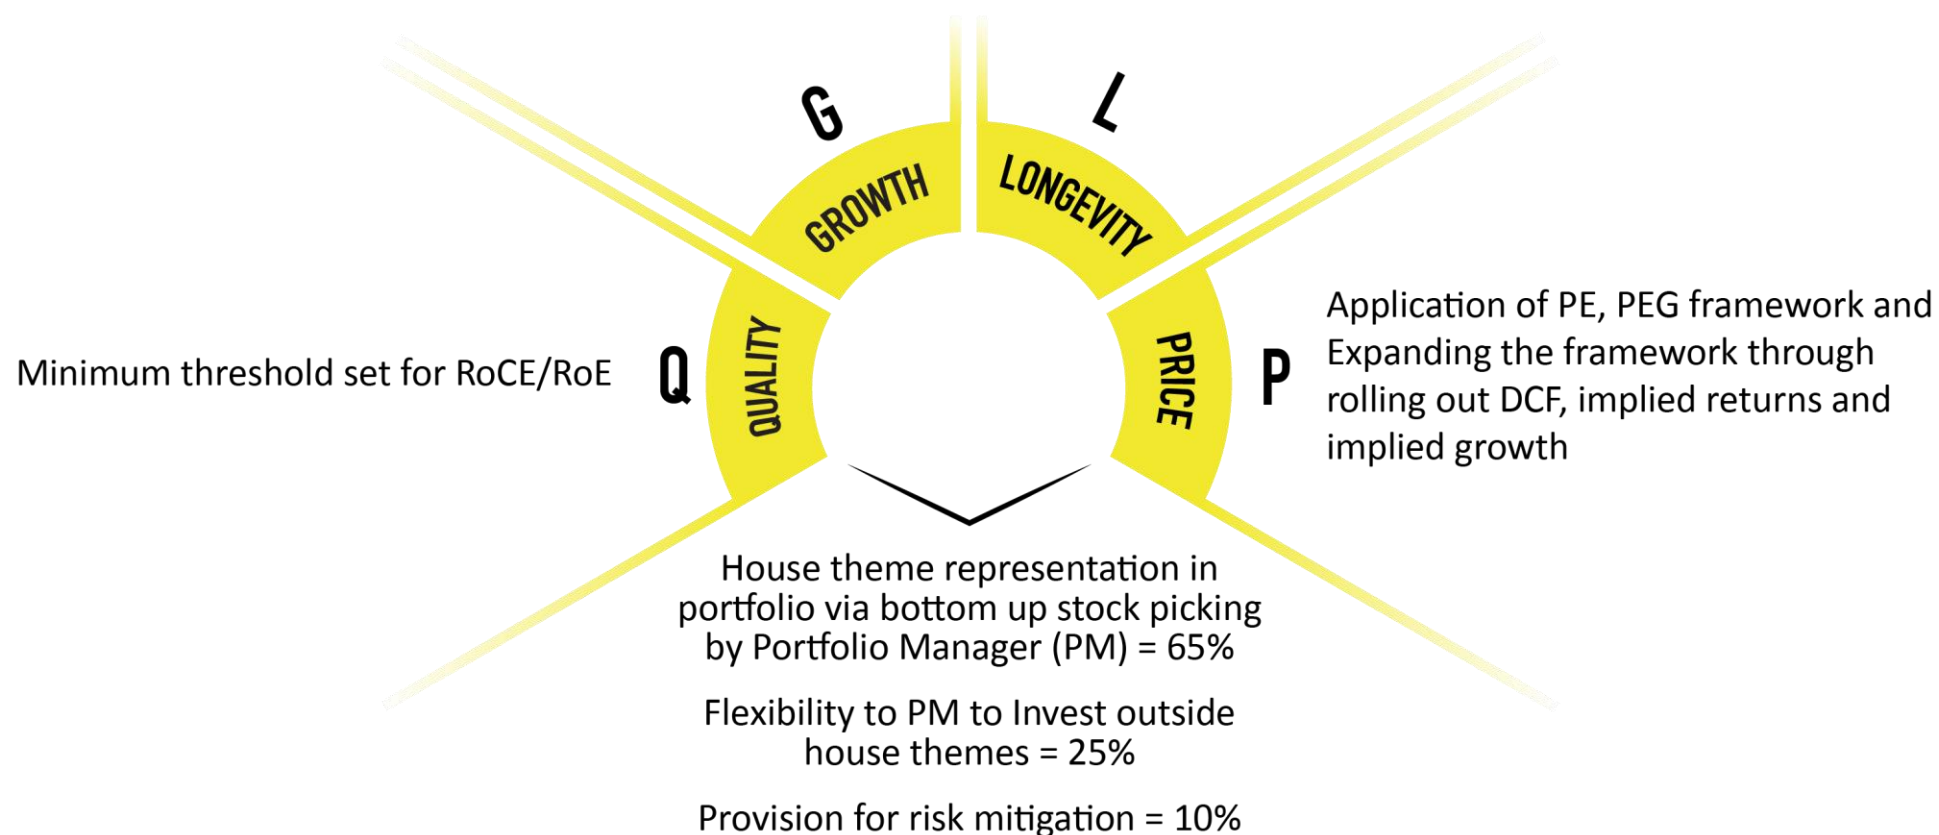 G
L
GROWTH
LONGEVITY
Minimum threshold set for RoCE/RoE
Q
QUALITY
PRICE
P
Application of PE, PEG framework and
Expanding the framework through
rolling out DCF, implied returns and
implied growth
House theme representation in
portfolio via bottom up stock picking
by Portfolio Manager (PM) = 65%
Flexibility to PM to Invest outside
house themes = 25%
Provision for risk mitigation = 10%